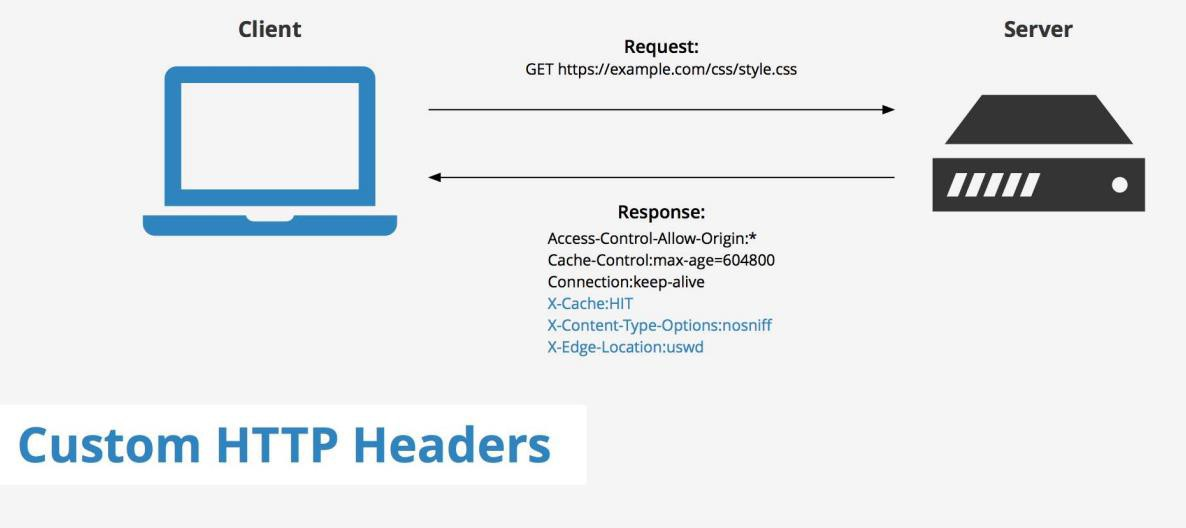 Client
Server
Request:
GET https://example.com/css/style.css
Response:
Access-Control-Allow-Origin:*
Cache-Control:max-age=604800
Connection:keep-alive
X-Cache:HIT
X-Content-Type-Options:nosniff
X-Edge-Location:uswd
Custom HTTP Headers